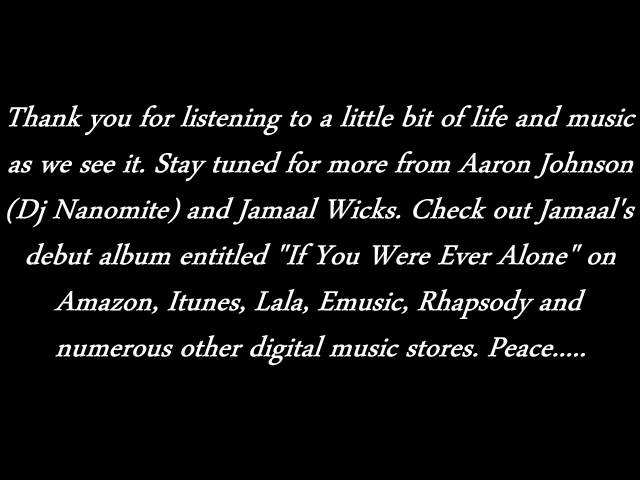 Thank you for listening to a little bit of life and music
as we see it. Stay tuned for more from Aaron Johnson
(Dj Nanomite) and Jamaal Wicks. Check out Jamaal's
debut album entitled "If You Were Ever Alone" on
Amazon, Itunes, Lala, Emusic, Rhapsody and
numerous other digital music stores. Peace.....